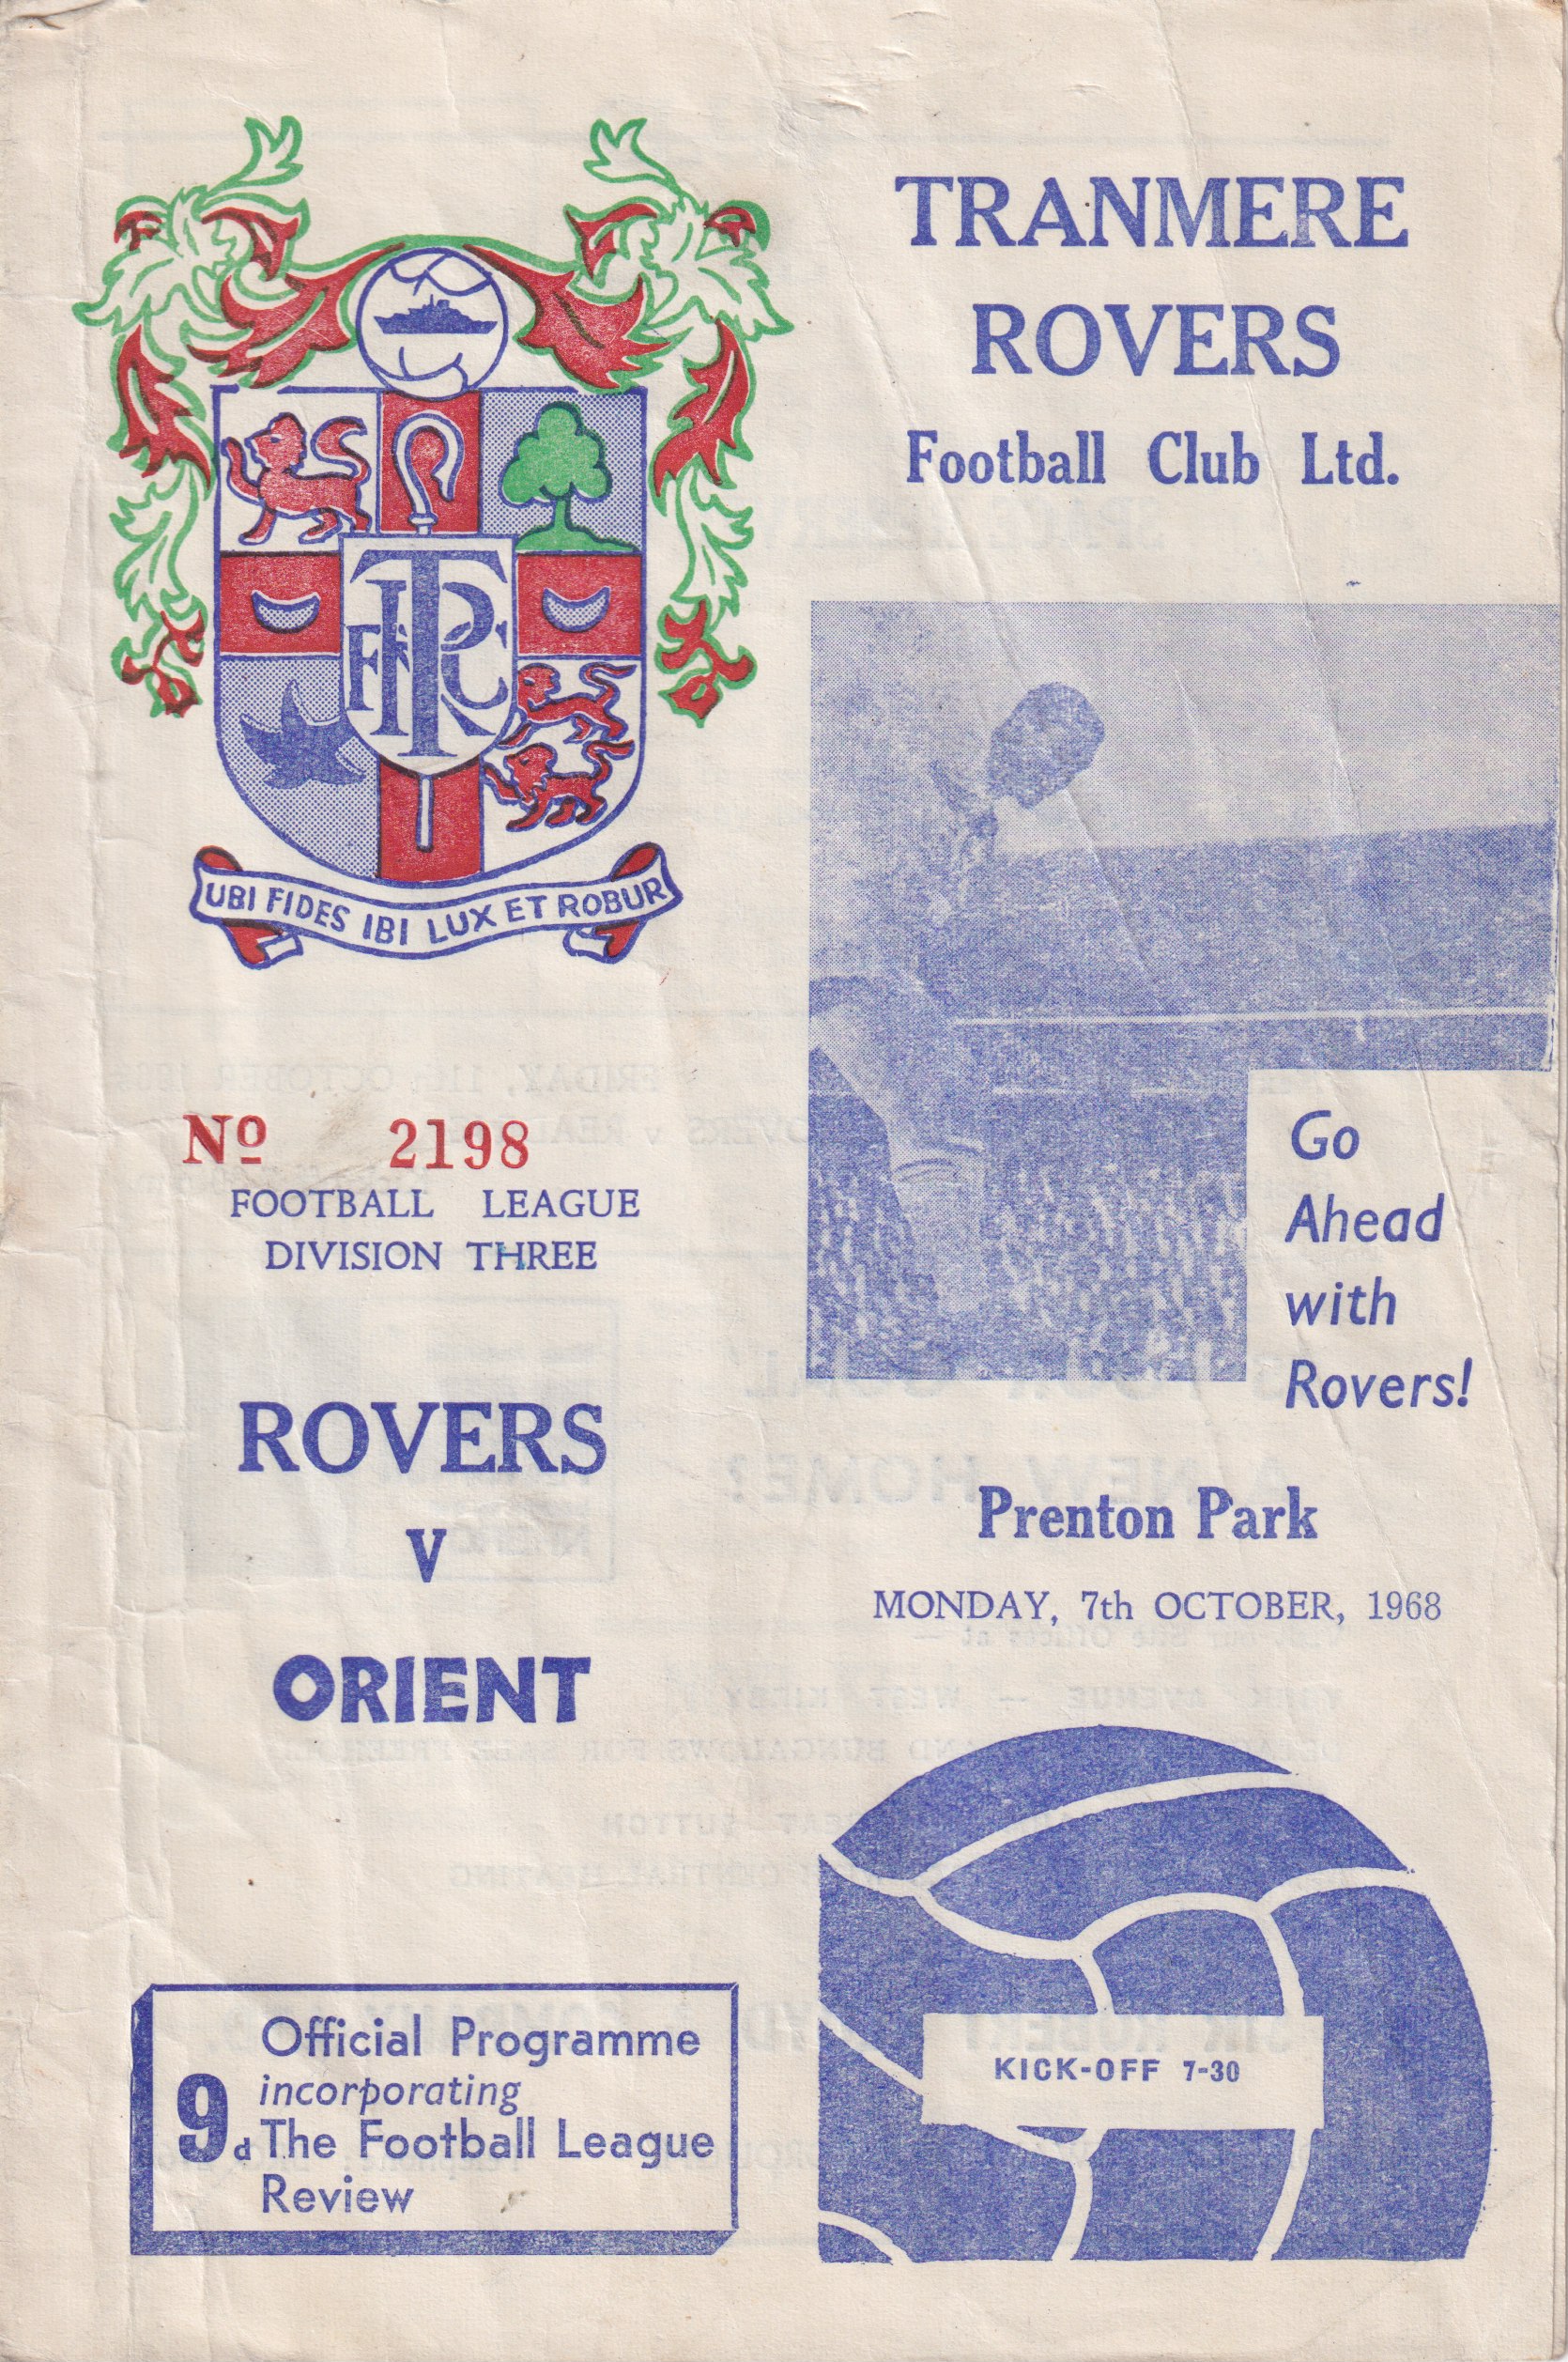 TRANMERE
ROVERS
Football Club Ltd.
TRFC
UBI FIDES IBI LUX ET ROBUR
Nº 2198
FOOTBALL LEAGUE
DIVISION THREE
ROVERS
V
ORIENT
Go
Ahead
with
Rovers!
Prenton Park
MONDAY, 7th OCTOBER, 1968
KICK-OFF 7-30
9d
Official Programme
incorporating
The Football League
Review